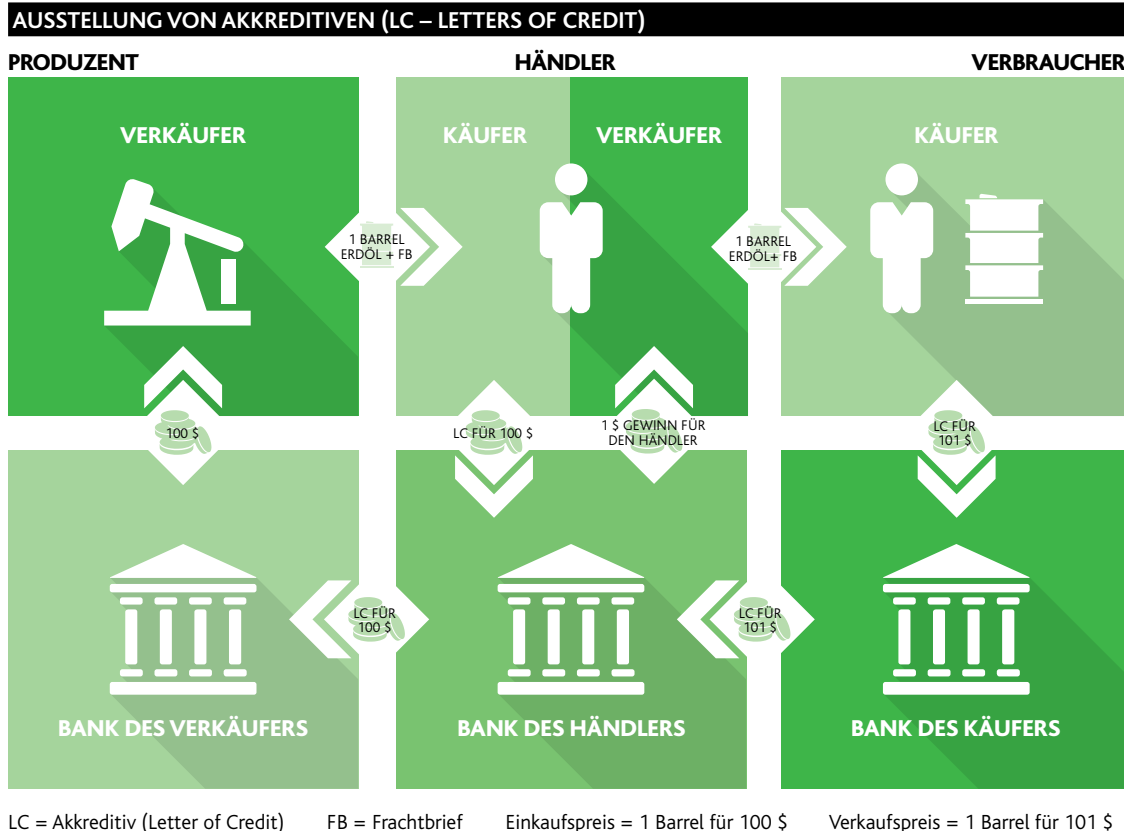 AUSSTELLUNG VON AKKREDITIVEN (LC – LETTERS OF CREDIT)
PRODUZENT
HÄNDLER
VERBRAUCHER
VERKÄUFER
KÄUFER
VERKÄUFER
KÄUFER
1 BARREL
ERDÖL + FB
1 BARREL
ERDÖL+ FB
100 $
LC FÜR 100 $
1 $ GEWINN FÜR
DEN HÄNDLER
LC FÜR
101 $
LC FÜR
100 $
LC FÜR
101 $
BANK DES VERKÄUFERS
BANK DES HÄNDLERS
BANK DES KÄUFERS
LC = Akkreditiv (Letter of Credit)
FB = Frachtbrief
Einkaufspreis = 1 Barrel für 100 $
Verkaufspreis = 1 Barrel für 101 $